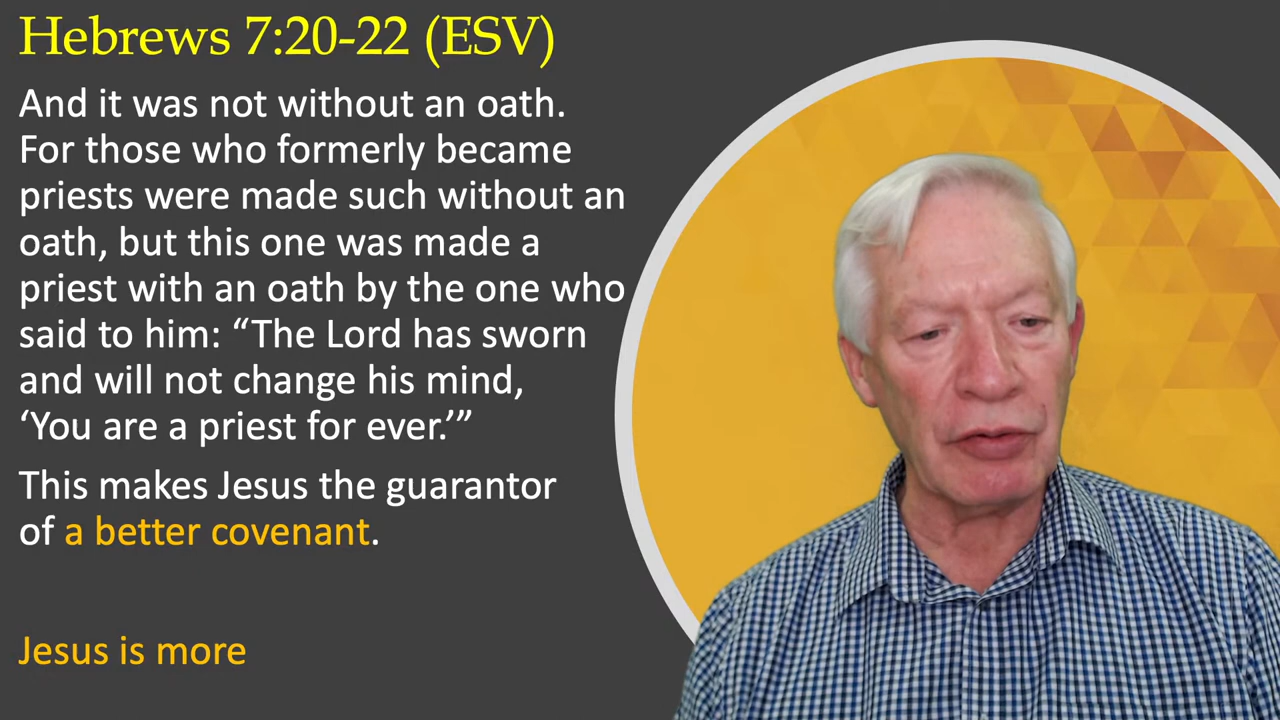 Hebrews 7:20-22 (ESV)
And it was not without an oath.
For those who formerly became
priests were made such without an
oath, but this one was made a
priest with an oath by the one who
said to him: “The Lord has sworn
and will not change his mind,
‘You are a priest for ever.’”
This makes Jesus the guarantor
of a better covenant.
Jesus is more